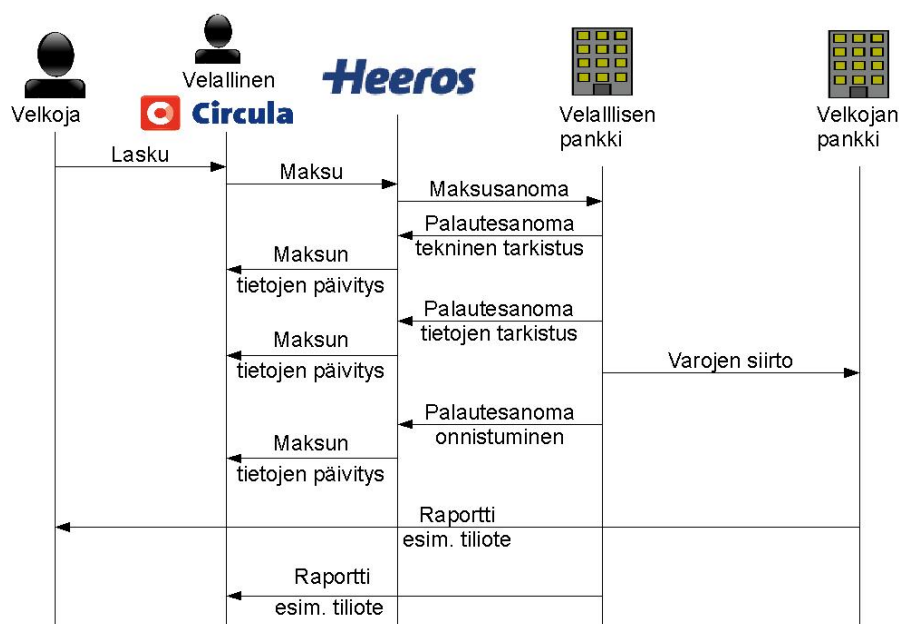 Velkoja
Velallinen
Circula
Heeros
Velalllisen
pankki
Velkojan
pankki
Lasku
Maksu
Maksusanoma
Palautesanoma
tekninen tarkistus
Maksun
tietojen päivitys
Palautesanoma
tietojen tarkistus
Maksun
tietojen päivitys
Varojen siirto
Palautesanoma
onnistuminen
Maksun
tietojen päivitys
Raportti
esim. tiliote
Raportti
esim. tiliote